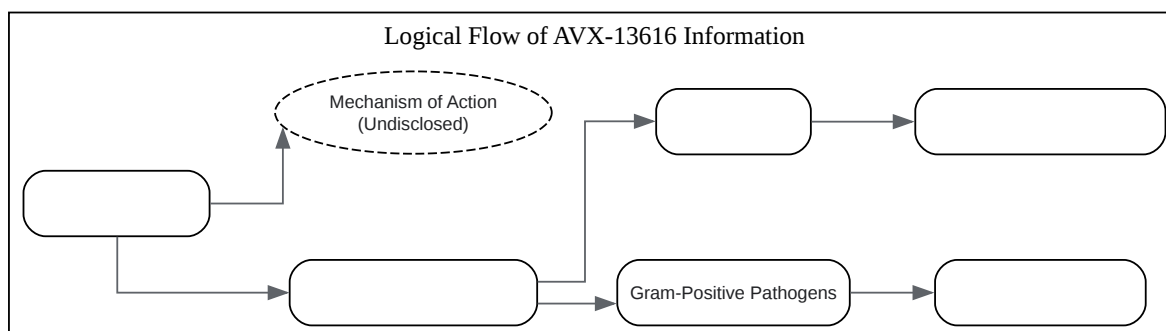 Logical Flow of AVX-13616 Information
Mechanism of Action
(Undisclosed)
Gram-Positive Pathogens